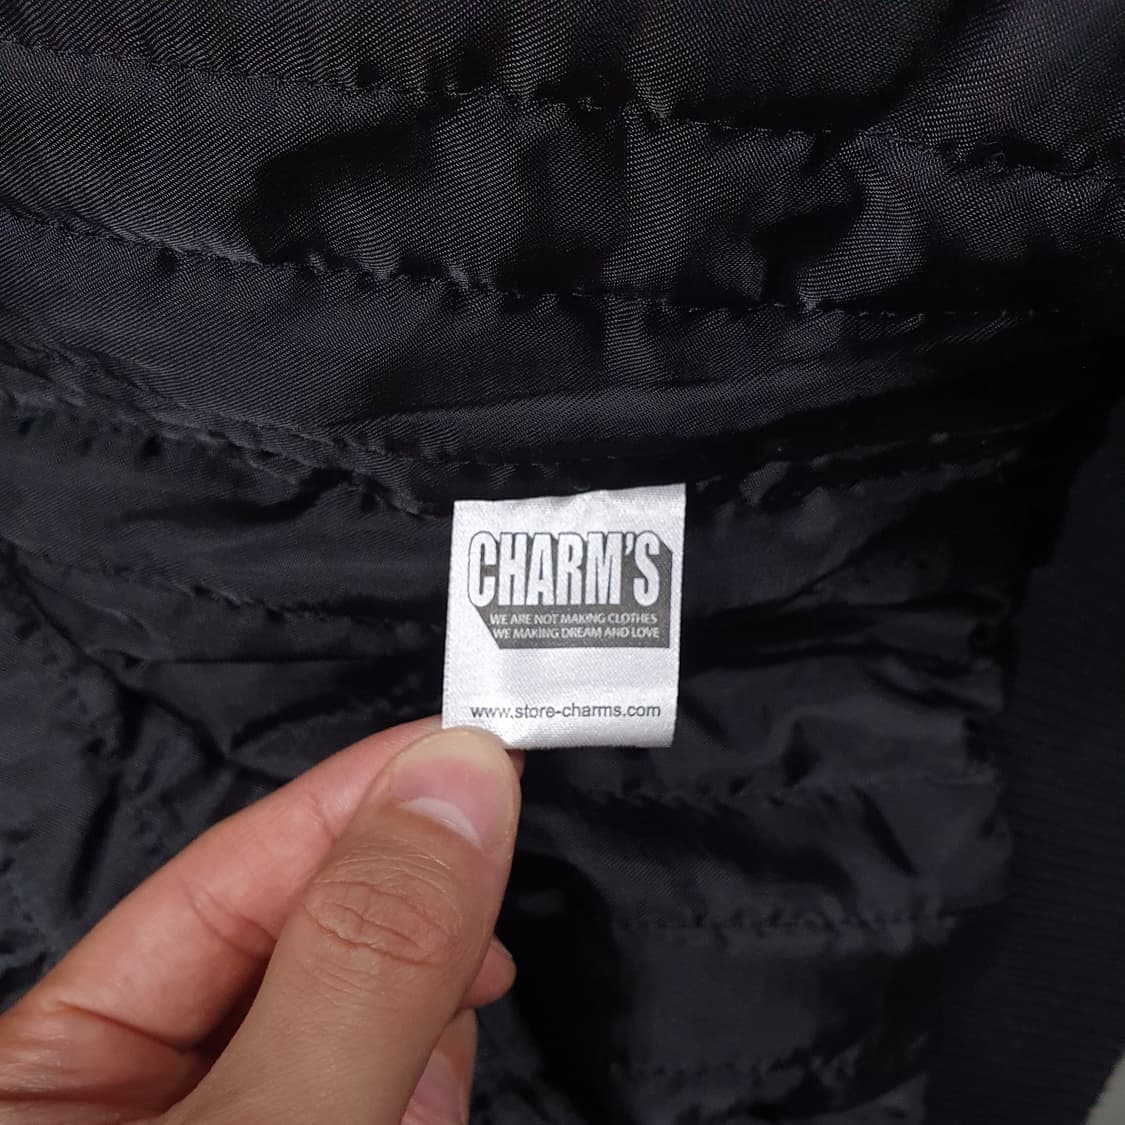 CHARM'S
WE ARE NOT MAKING CLOTHES
WE MAKING DREAM AND LOVE
www.store-charms.com